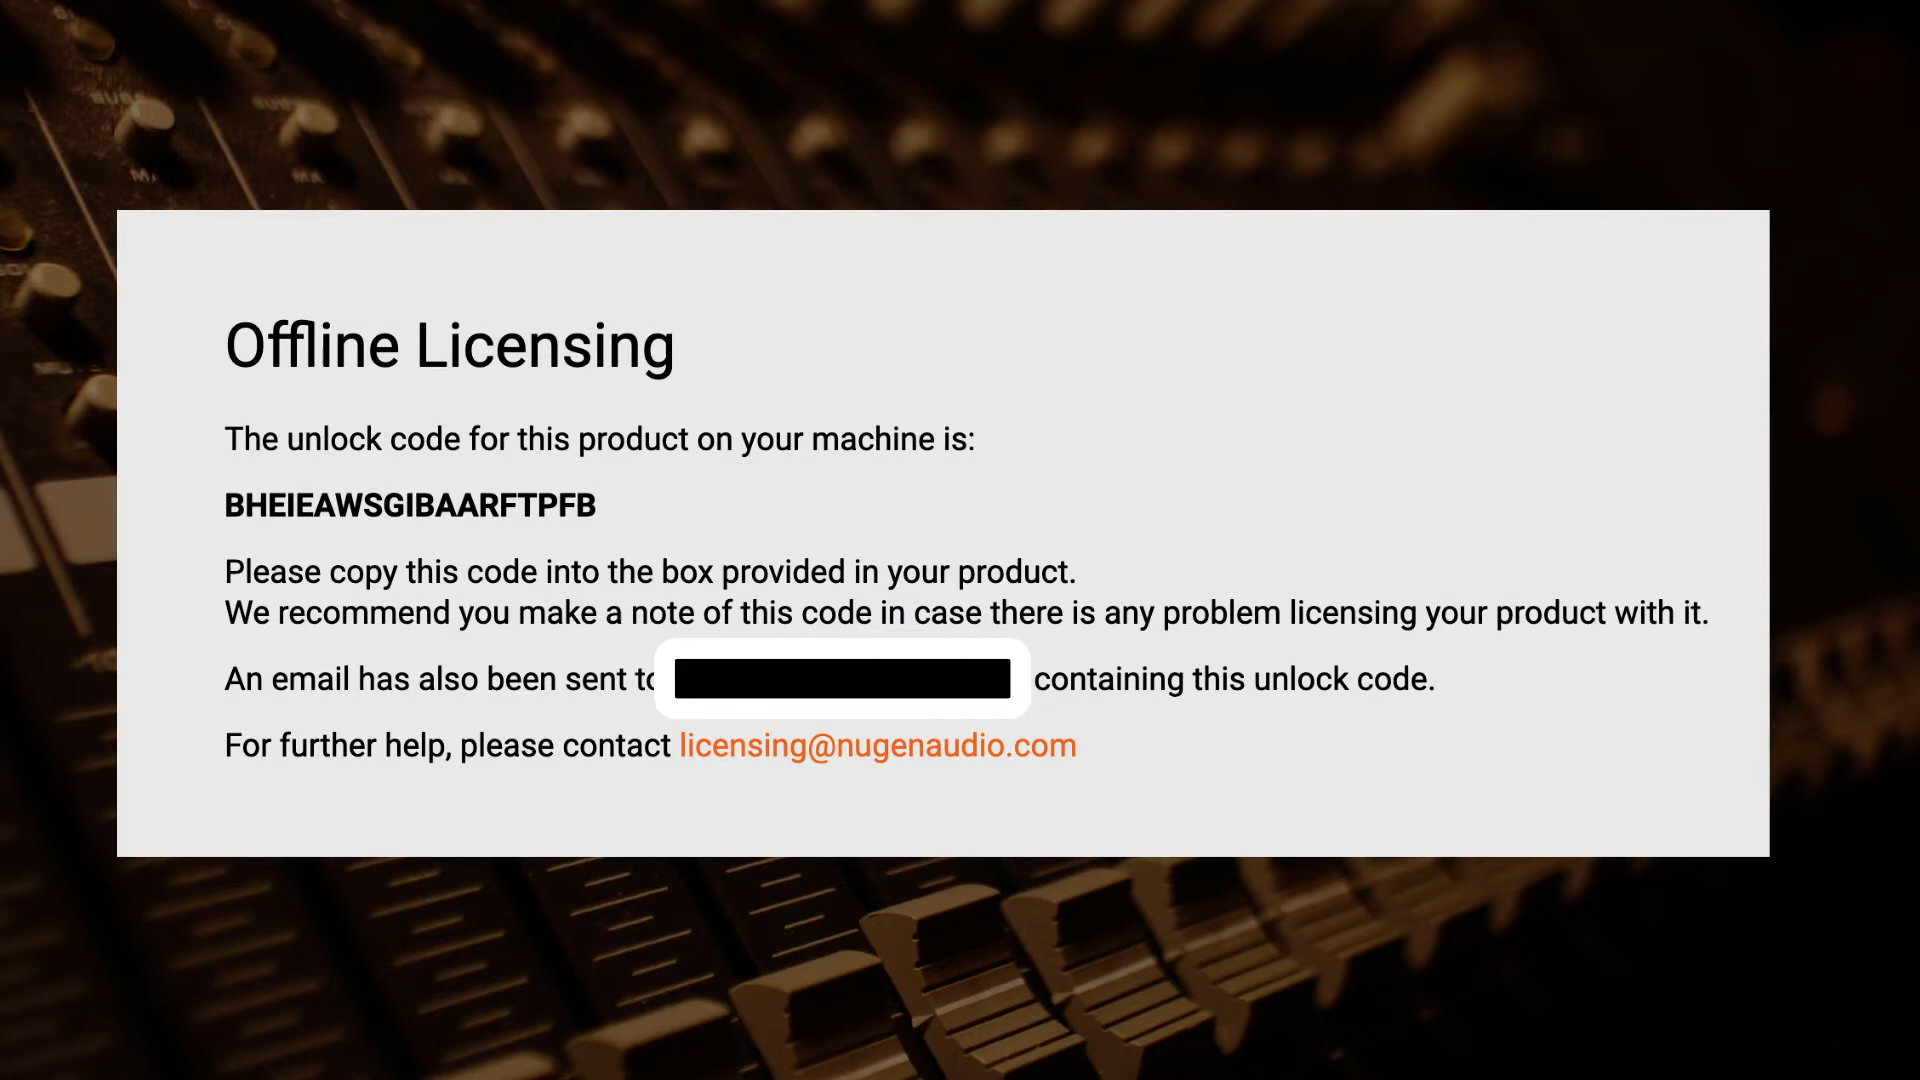 Offline Licensing
The unlock code for this product on your machine is:
BHEIEAWSGIBAARFTPFB
Please copy this code into the box provided in your product.
We recommend you make a note of this code in case there is any problem licensing your product with it.
An email has also been sent to containing this unlock code.
For further help, please contact licensing@nugenaudio.com